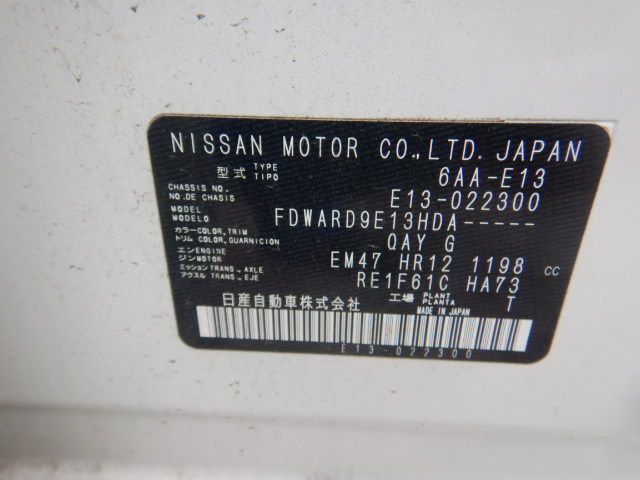 NISSAN MOTOR CO.,LTD. JAPAN
型式 TYPE TIPO 6AA-E13
CHASSIS NO. NO.DE CHASIS E13-022300
MODEL MODELO FDWARD9E13HDA-----
カラー COLOR, TRIM トリム COLOR, GUARNICION QAY G
エンジン ENGINE MOTOR EM47 HR12 1198 CC
ミッション TRANS., AXLE アクスル TRANS., EJE RE1F61C HA73
日産自動車株式会社 工場 PLANT PLANTA T
MADE IN JAPAN
E13-022300